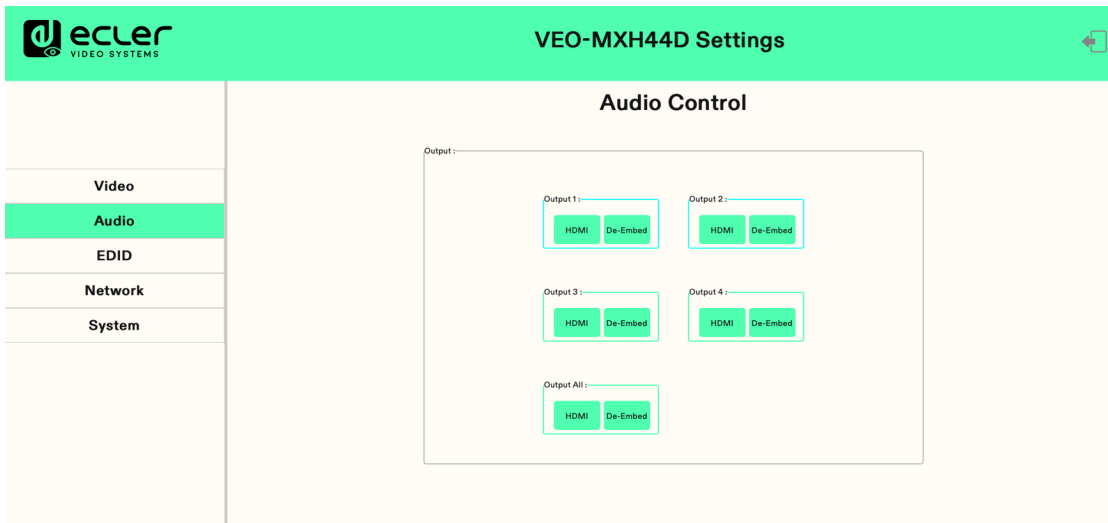 ecler
VIDEO SYSTEMS
VEO-MXH44D Settings
Video
Audio
EDID
Network
System
Audio Control
Output :
Output 1 :
HDMI De-Embed
Output 2 :
HDMI De-Embed
Output 3 :
HDMI De-Embed
Output 4 :
HDMI De-Embed
Output All :
HDMI De-Embed